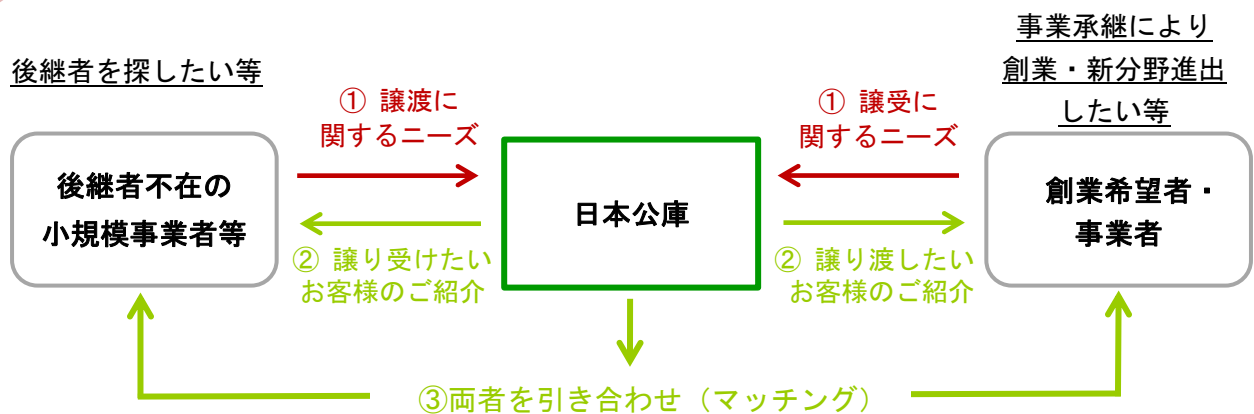 後継者を探したい等
事業承継により
創業・新分野進出
したい等
① 譲渡に
関するニーズ
① 譲受に
関するニーズ
後継者不在の
小規模事業者等
日本公庫
創業希望者・
事業者
② 譲り受けたい
お客様のご紹介
② 譲り渡したい
お客様のご紹介
③両者を引き合わせ（マッチング）